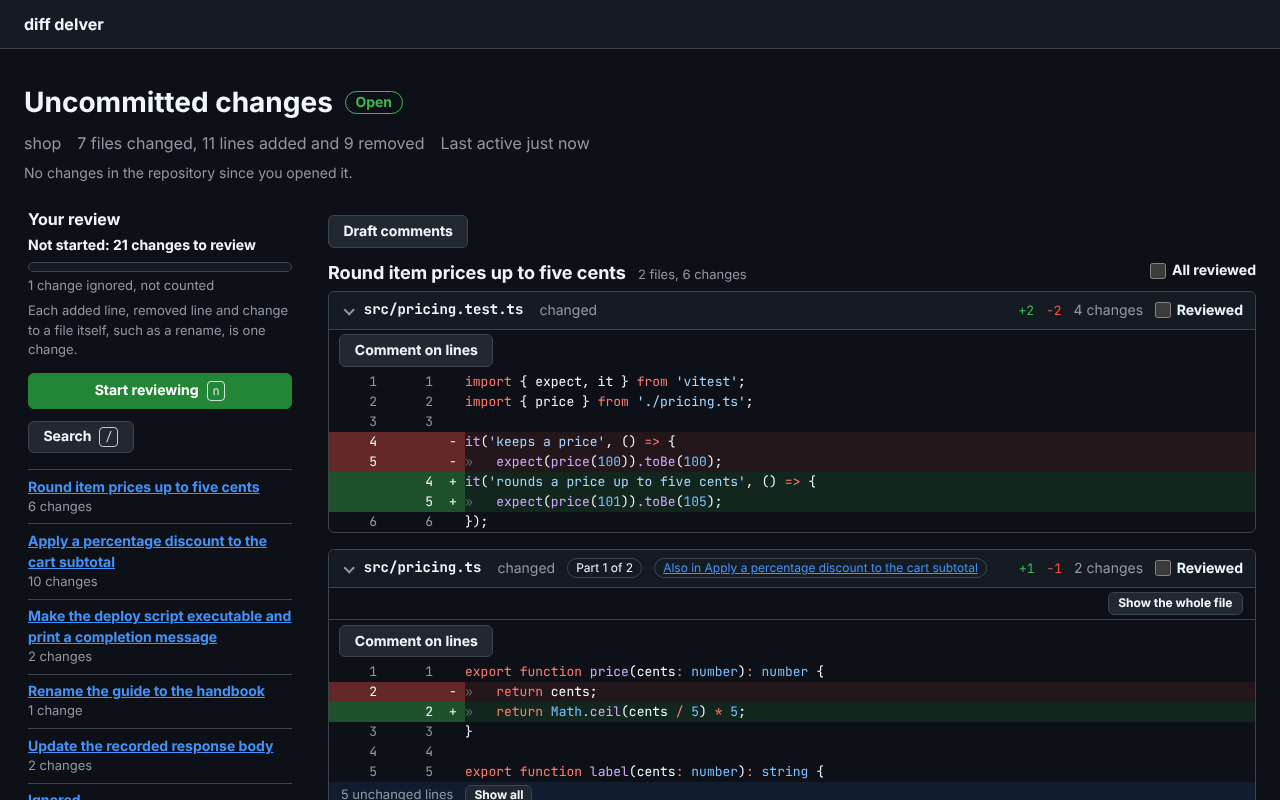 diff delver
Uncommitted changes Open
shop 7 files changed, 11 lines added and 9 removed Last active just now
No changes in the repository since you opened it.
Your review
Not started: 21 changes to review
1 change ignored, not counted
Each added line, removed line and change
to a file itself, such as a rename, is one
change.
Start reviewing n
Search /
Round item prices up to five cents
6 changes
Apply a percentage discount to the
cart subtotal
10 changes
Make the deploy script executable and
print a completion message
2 changes
Rename the guide to the handbook
1 change
Update the recorded response body
2 changes
Ignored
Draft comments
Round item prices up to five cents 2 files, 6 changes All reviewed
src/pricing.test.ts changed +2 -2 4 changes Reviewed
Comment on lines
1 1 import { expect, it } from 'vitest';
2 2 import { price } from './pricing.ts';
3 3
4 - it('keeps a price', () => {
5 - » expect(price(100)).toBe(100);
4 + it('rounds a price up to five cents', () => {
5 + » expect(price(101)).toBe(105);
6 6 });
src/pricing.ts changed Part 1 of 2 Also in Apply a percentage discount to the cart subtotal +1 -1 2 changes Reviewed
Show the whole file
Comment on lines
1 1 export function price(cents: number): number {
2 - » return cents;
2 + » return Math.ceil(cents / 5) * 5;
3 3 }
4 4
5 5 export function label(cents: number): string {
5 unchanged lines Show all